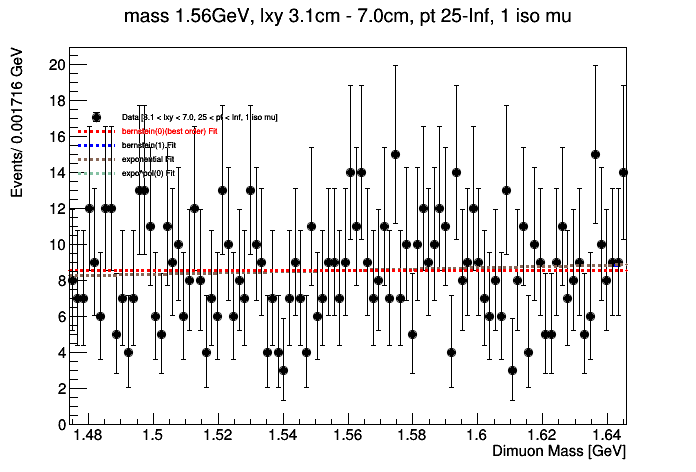 mass 1.56GeV, lxy 3.1cm - 7.0cm, pt 25-Inf, 1 iso mu
Events/ 0.001716 GeV
20
18
16
14
12
10
8
6
4
2
0
Data [3.1 < lxy < 7.0, 25 < pt < Inf, 1 iso mu]
bernstein(0)(best order) Fit
bernstein(1) Fit
exponential Fit
expo*pol(0) Fit
1.48 1.5 1.52 1.54 1.56 1.58 1.6 1.62 1.64
Dimuon Mass [GeV]